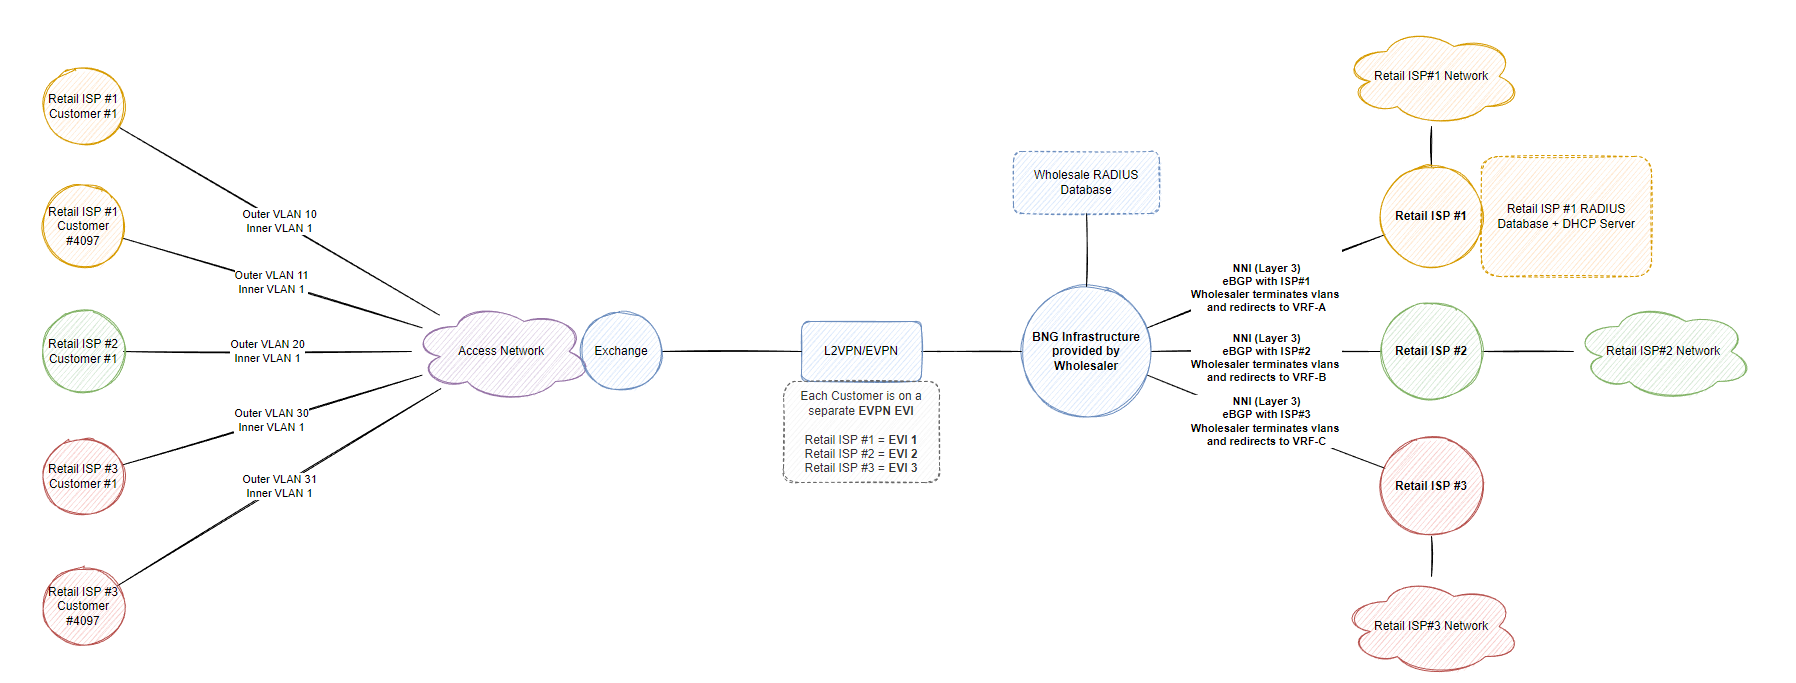 Retail ISP #1
Customer #1
Retail ISP #1
Customer
#4097
Retail ISP #2
Customer #1
Retail ISP #3
Customer #1
Retail ISP #3
Customer
#4097
Outer VLAN 10
Inner VLAN 1
Outer VLAN 11
Inner VLAN 1
Outer VLAN 20
Inner VLAN 1
Outer VLAN 30
Inner VLAN 1
Outer VLAN 31
Inner VLAN 1
Access Network
Exchange
L2VPN/EVPN
Each Customer is on a
separate EVPN EVI
Retail ISP #1 = EVI 1
Retail ISP #2 = EVI 2
Retail ISP #3 = EVI 3
Wholesale RADIUS
Database
BNG Infrastructure
provided by
Wholesaler
NNI (Layer 3)
eBGP with ISP#1
Wholesaler terminates vlans
and redirects to VRF-A
NNI (Layer 3)
eBGP with ISP#2
Wholesaler terminates vlans
and redirects to VRF-B
NNI (Layer 3)
eBGP with ISP#3
Wholesaler terminates vlans
and redirects to VRF-C
Retail ISP#1 Network
Retail ISP #1
Retail ISP #1 RADIUS
Database + DHCP Server
Retail ISP #2
Retail ISP#2 Network
Retail ISP #3
Retail ISP#3 Network